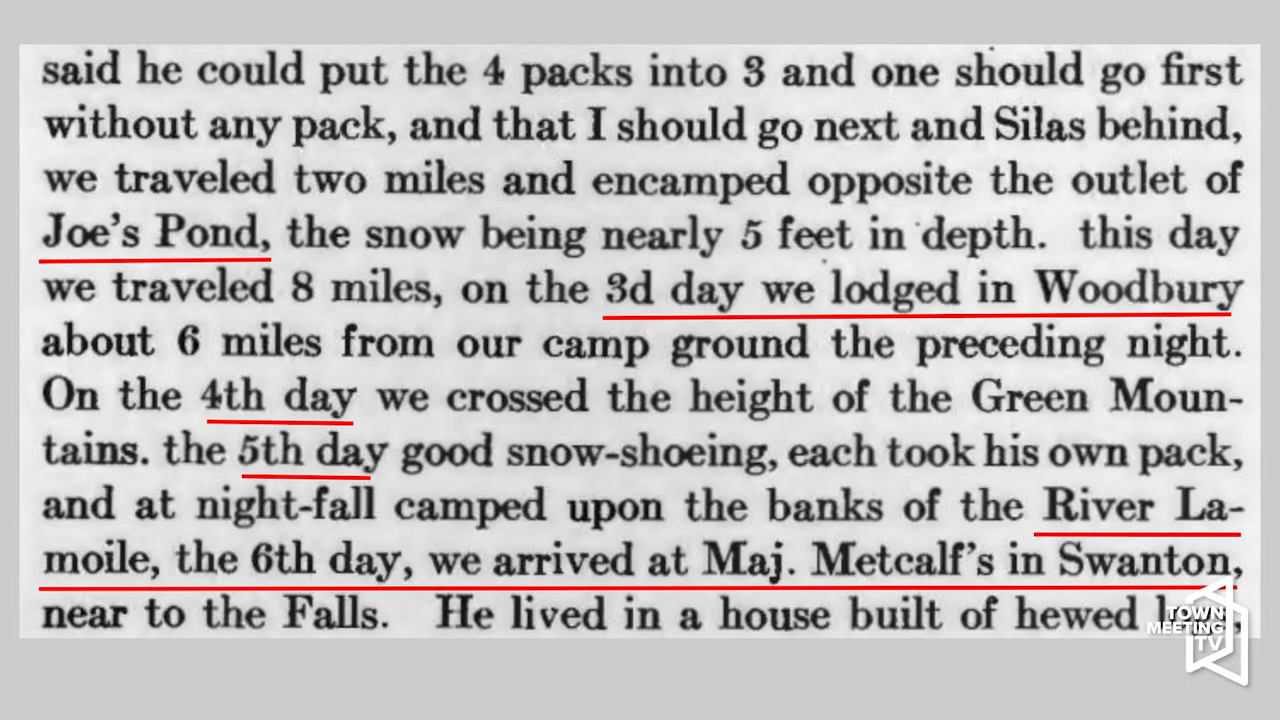 said he could put the 4 packs into 3 and one should go first
without any pack, and that I should go next and Silas behind,
we traveled two miles and encamped opposite the outlet of
Joe's Pond, the snow being nearly 5 feet in depth. this day
we traveled 8 miles, on the 3d day we lodged in Woodbury
about 6 miles from our camp ground the preceding night.
On the 4th day we crossed the height of the Green Moun-
tains. the 5th day good snow-shoeing, each took his own pack,
and at night-fall camped upon the banks of the River La-
moile, the 6th day, we arrived at Maj. Metcalf's in Swanton,
near to the Falls. He lived in a house built of hewed
TOWN
MEETING
TV